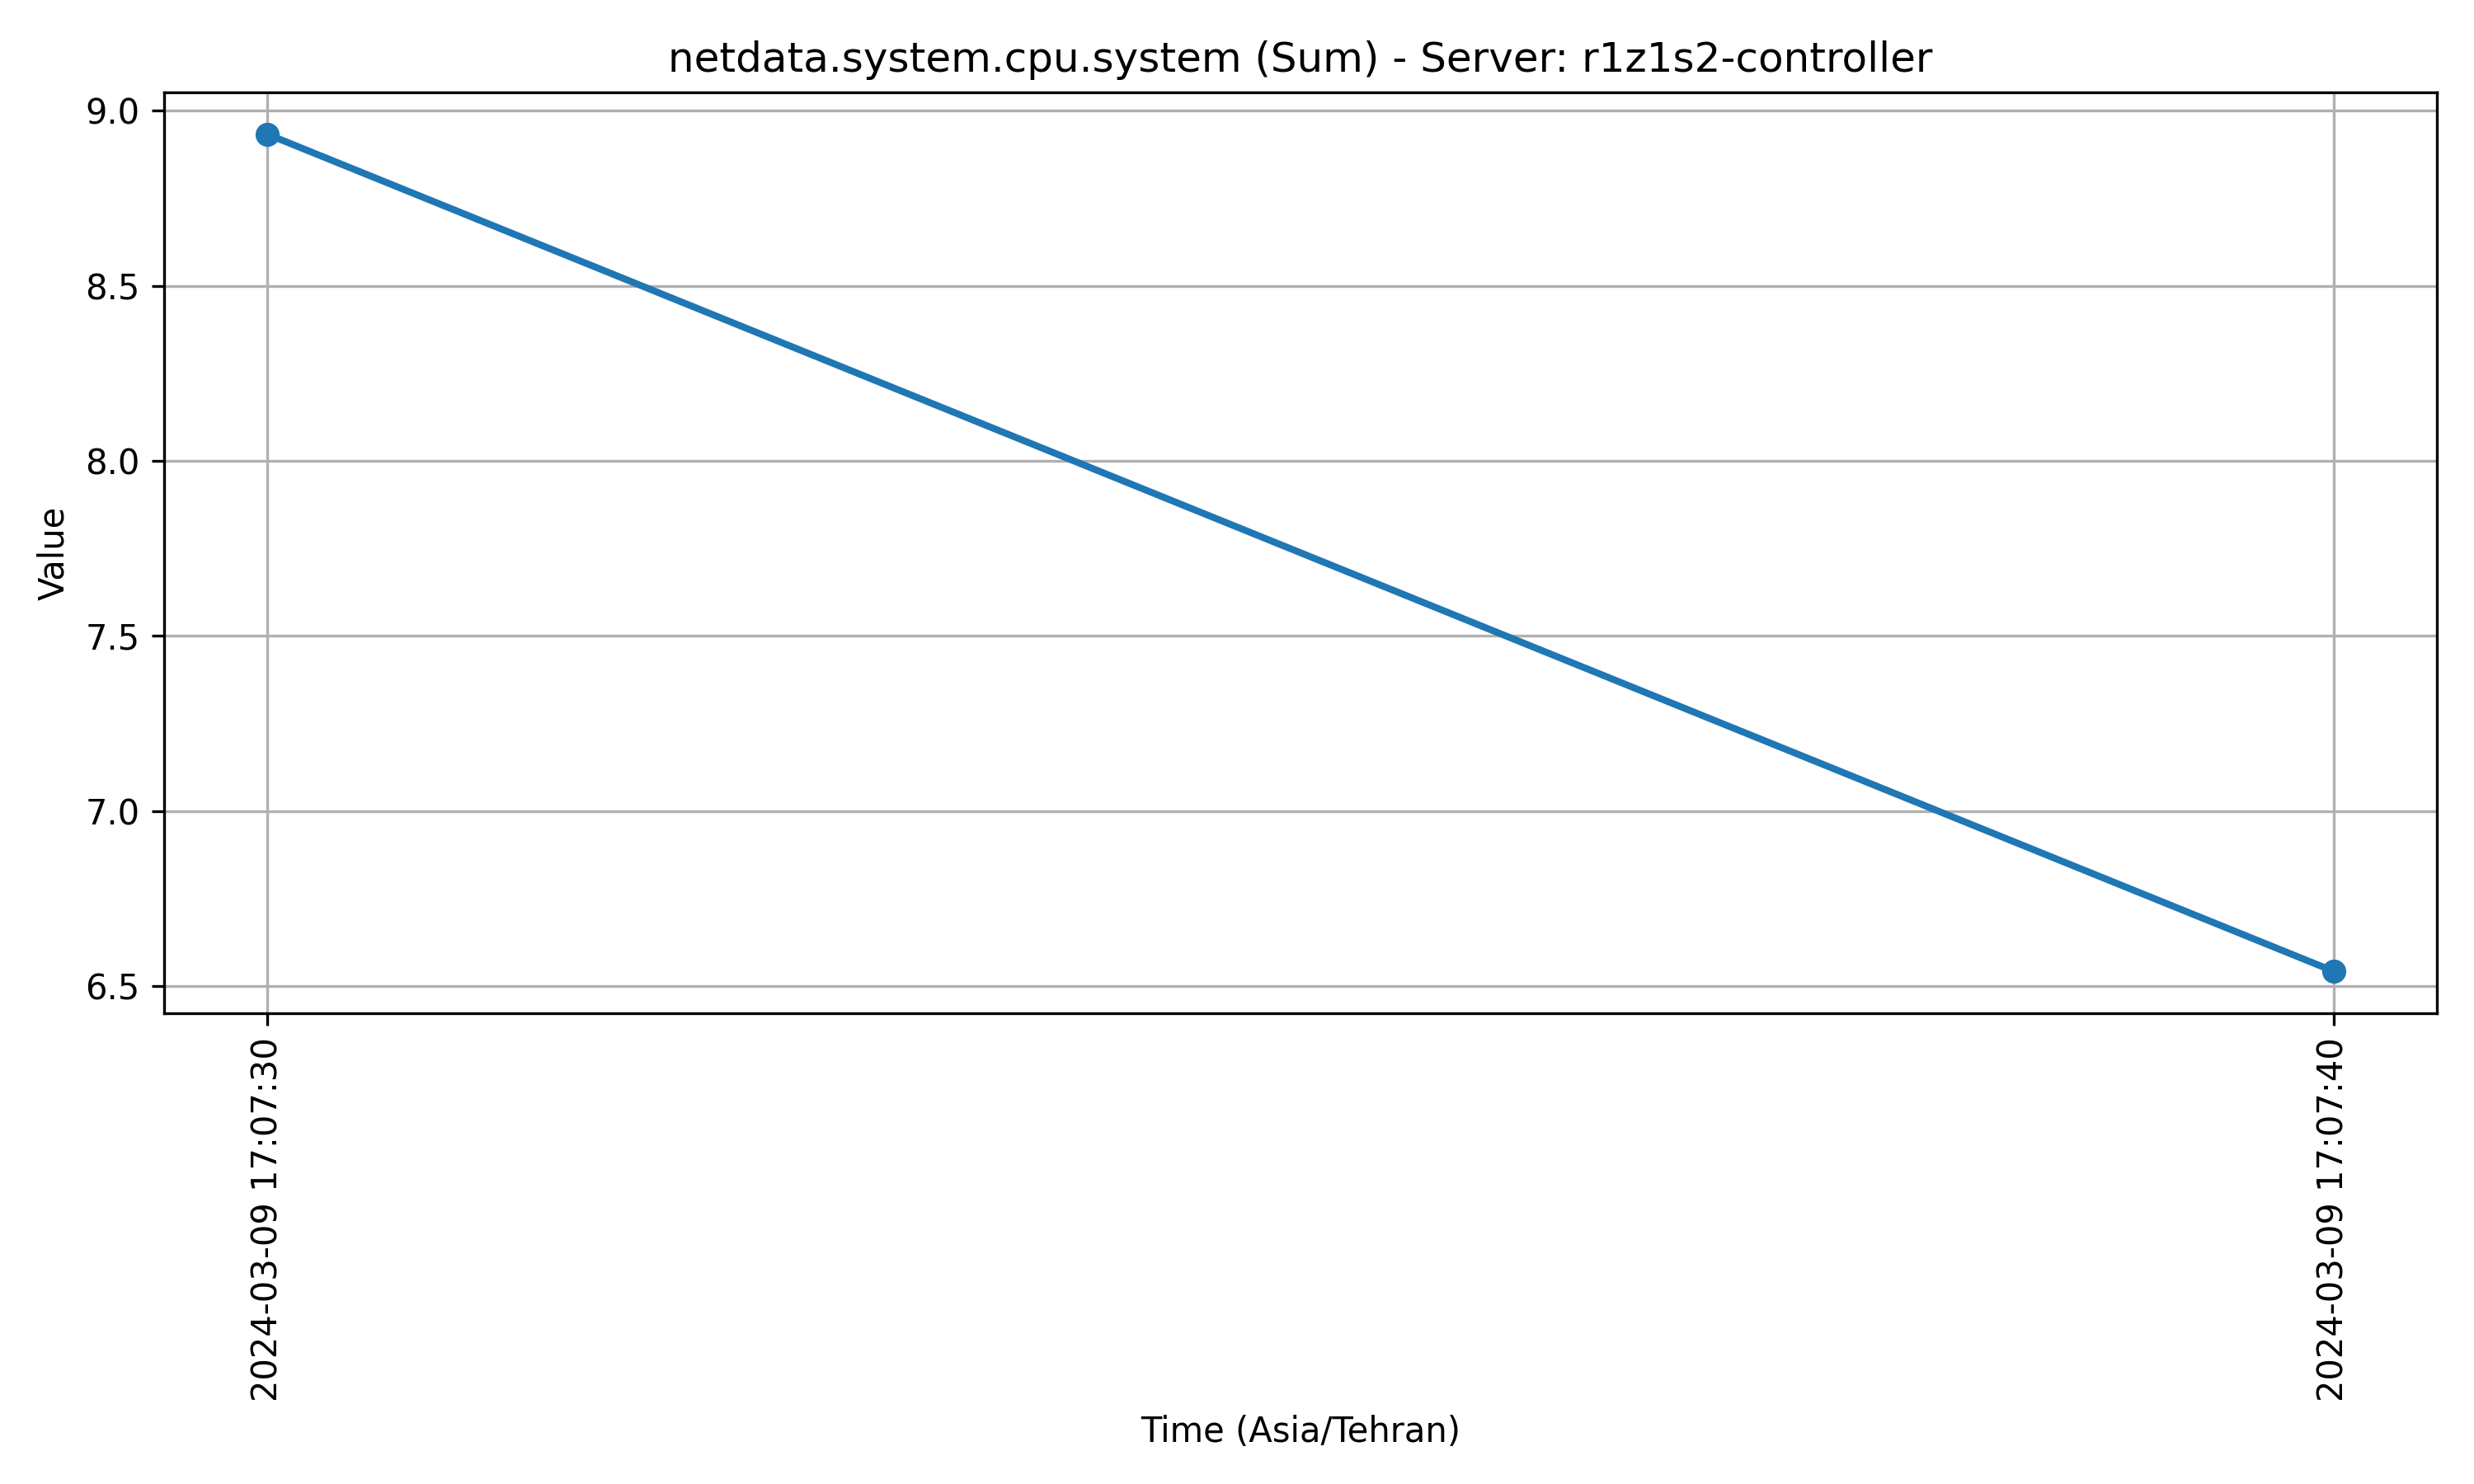 netdata.system.cpu.system (Sum) - Server: r1z1s2-controller
9.0
8.5
8.0
7.5
7.0
6.5
Value
2024-03-09 17:07:30
2024-03-09 17:07:40
Time (Asia/Tehran)